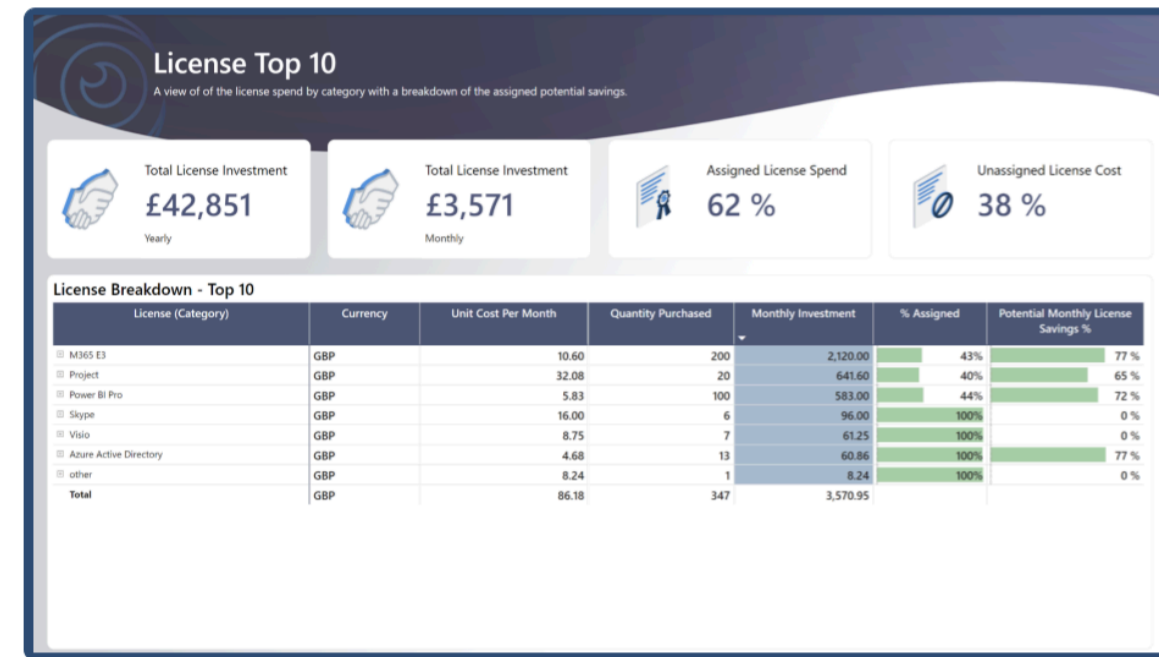 License Top 10
A view of of the license spend by category with a breakdown of the assigned potential savings.
Total License Investment
£42,851
Yearly
Total License Investment
£3,571
Monthly
Assigned License Spend
62 %
Unassigned License Cost
38 %
License Breakdown - Top 10
License (Category) Currency Unit Cost Per Month Quantity Purchased Monthly Investment % Assigned Potential Monthly License
Savings %
M365 E3 GBP 10.60 200 2,120.00 43% 77 %
Project GBP 32.08 20 641.60 40% 65 %
Power BI Pro GBP 5.83 100 583.00 44% 72 %
Skype GBP 16.00 6 96.00 100% 0 %
Visio GBP 8.75 7 61.25 100% 0 %
Azure Active Directory GBP 4.68 13 60.86 100% 77 %
other GBP 8.24 1 8.24 100% 0 %
Total GBP 86.18 347 3,570.95